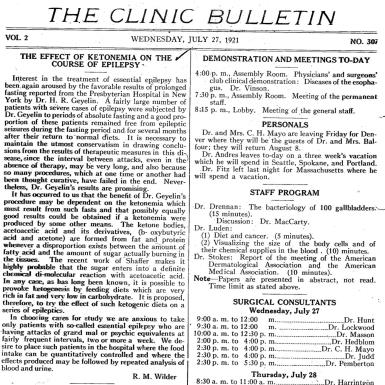 THE CLINIC BULLETIN
VOL 2
WEDNESDAY, JULY 27, 1921
NO. 307
THE EFFECT OF KETONEMIA ON THE
COURSE OF EPILEPSY
Interest in the treatment of essential epilepsy has
been again aroused by the favorable results of prolonged
fasting reported from the Presbyterian Hospital in New
York by Dr. H. R. Geyelin. A fairly large number of
patients with severe cases of epilepsy were subjected by
Dr. Geyelin to periods of absolute fasting and a good pro-
portion of these patients remained free from epileptic
seizures during the fasting period and for several months
after their return to normal diets. It is necessary to
maintain the utmost conservation in drawing conclu-
sions from the results of therapeutic measures in this di-
sease, since the interval between attacks, even in the
absence of therapy, may be very long, and also because
so many procedures, which at one time or another had
been thought curative, have failed in the end. Never-
theless, Dr. Geyelin's results are promising.
It has occurred to us that the benefit of Dr. Geyelin's
procedure may be dependent on the ketonemia which
must result from such fasts and that possibly equally
good results could be obtained if a ketonemia were
produced by some other means. The ketone bodies,
acetoacetic acid and its derivatives, (b- oxybutyric
acid and acetone) are formed from fat and protein
whenever a disproportion exists between the amount of
fatty acid and the amount of sugar actually burning in
the tissues. The recent work of Shaffer makes it
highly probable that the sugar enters into a definite
chemical di-molecular reaction with acetoacetic acid.
In any case, as has long been known, it is possible to
provoke ketogenesis by feeding diets which are very
rich in fat and very low in carbohydrate. It is proposed,
therefore, to try the effect of such ketogenic diets on a
series of epileptics.
In choosing cases for study we are anxious to take
only patients with so-called essential epilepsy who are
having attacks of grand mal or psychic equivalents at
fairly frequent intervals, two or more a week. We de-
sire to place such patients in the hospital where the food
intake can be quantitatively controlled and where the
effects produced may be followed by repeated analysis of
blood and urine.
R. M. Wilder
DEMONSTRATION AND MEETINGS TO-DAY
4:00 p. m., Assembly Room. Physicians' and surgeons'
club clinical demonstration: Diseases of the esopha-
gus. Dr. Vinson.
7:30 p. m., Assembly Room. Meeting of the permanent
staff.
8:15 p. m., Lobby. Meeting of the general staff.
PERSONALS
Dr. and Mrs. C. H. Mayo are leaving Friday for Den-
ver where they will be the guests of Dr. and Mrs. Bal-
four; they will return August 8.
Dr. Andres leaves to-day on a three week's vacation
which he will spend in Seattle, Spokane, and Portland.
Dr. Fitz left last night for Massachusetts where he
will spend a vacation.
STAFF PROGRAM
Dr. Drennan: The bacteriology of 100 gallbladders.
(15 minutes).
Discussion: Dr. MacCarty.
Dr. Luden:
(1) Diet and cancer. (5 minutes).
(2) Visualizing the size of the body cells and of
their chemical supplies in the blood. (10 minutes).
Dr. Stokes: Report of the meeting of the American
Dermatological Association and the American
Medical Association. (10 minutes).
Note—Papers are presented in abstract, not read.
Time limit as stated above.
SURGICAL CONSULTANTS
Wednesday, July 27
9:00 a. m. to 12:00 m. Dr. Hunt
9:30 a. m. to 12:00 m. Dr. Lockwood
10:00 a. m. to 12:30 p. m. Dr. Masson
2:00 p. m. to 4:00 p. m. Dr. Hedblom
2:00 p. m. to 4:00 p. m. Dr. C. H. Mayo
2:00 p. m. to 4:00 p. m. Dr. Judd
2:30 p. m. to 5:30 p. m. Dr. Pemberton
Thursday, July 28
8:30 a. m. to 11:00 a. m. Dr. Harrington